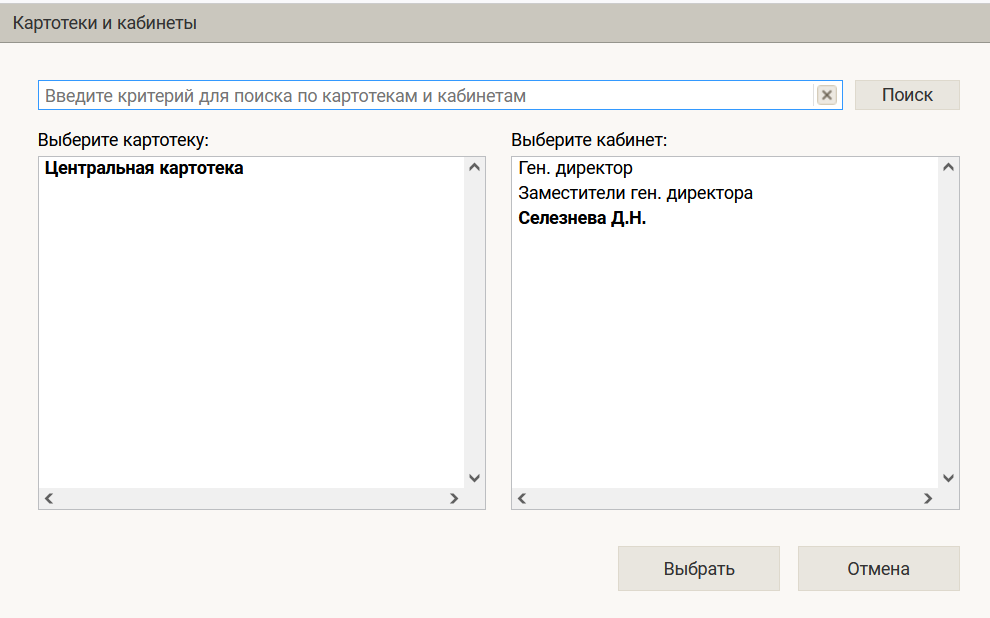 Картотеки и кабинеты
Введите критерий для поиска по картотекам и кабинетам
Поиск
Выберите картотеку:
Центральная картотека
Выберите кабинет:
Ген. директор
Заместители ген. директора
Селезнева Д.Н.
Выбрать
Отмена